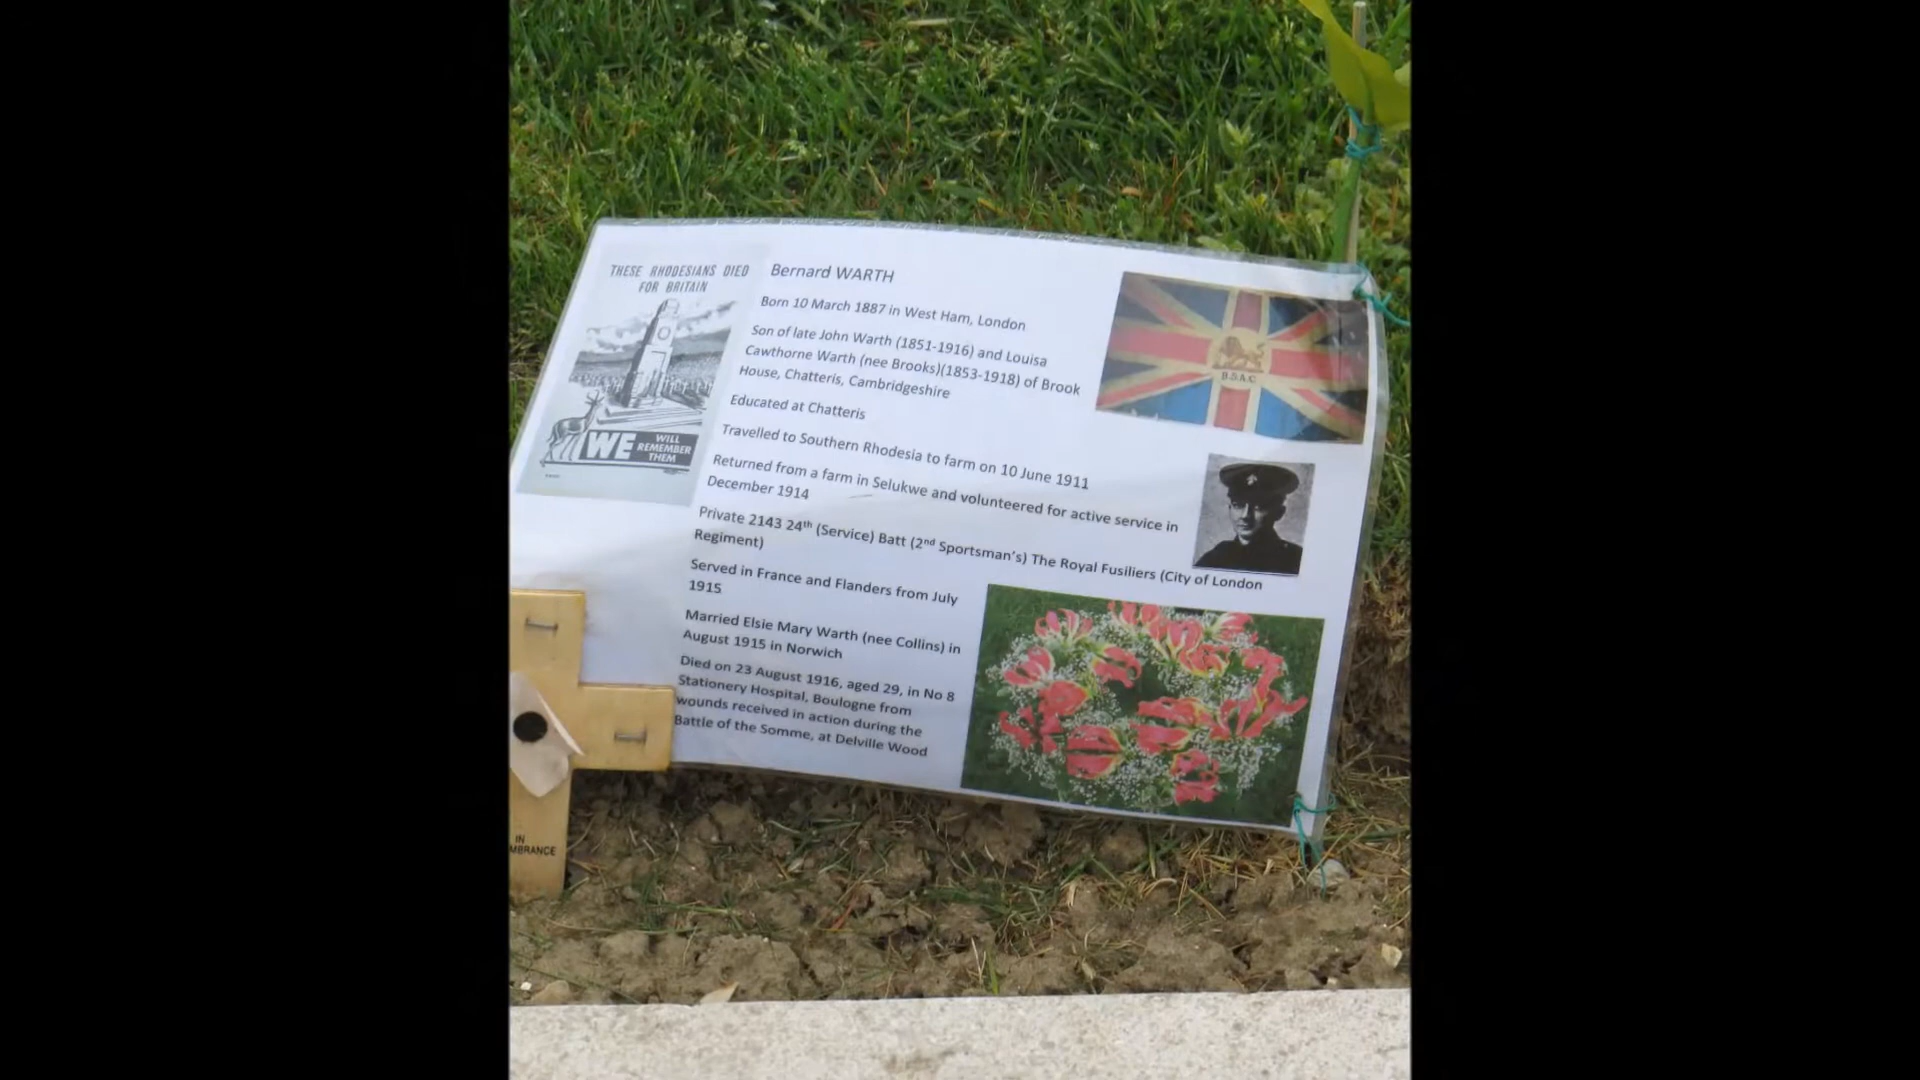 THESE RHODESIANS DIED
FOR BRITAIN
WE WILL
REMEMBER
THEM
Bernard WARTH
Born 10 March 1887 in West Ham, London
Son of late John Warth (1851-1916) and Louisa
Cawthorne Warth (nee Brooks)(1853-1918) of Brook
House, Chatteris, Cambridgeshire
Educated at Chatteris
Travelled to Southern Rhodesia to farm on 10 June 1911
Returned from a farm in Selukwe and volunteered for active service in
December 1914
Private 2143 24th (Service) Batt (2nd Sportsman's) The Royal Fusiliers (City of London
Regiment)
Served in France and Flanders from July
1915
Married Elsie Mary Warth (nee Collins) in
August 1915 in Norwich
Died on 23 August 1916, aged 29, in No 8
Stationery Hospital, Boulogne from
wounds received in action during the
Battle of the Somme, at Delville Wood
B.S.A.C.
IN
MBRANCE